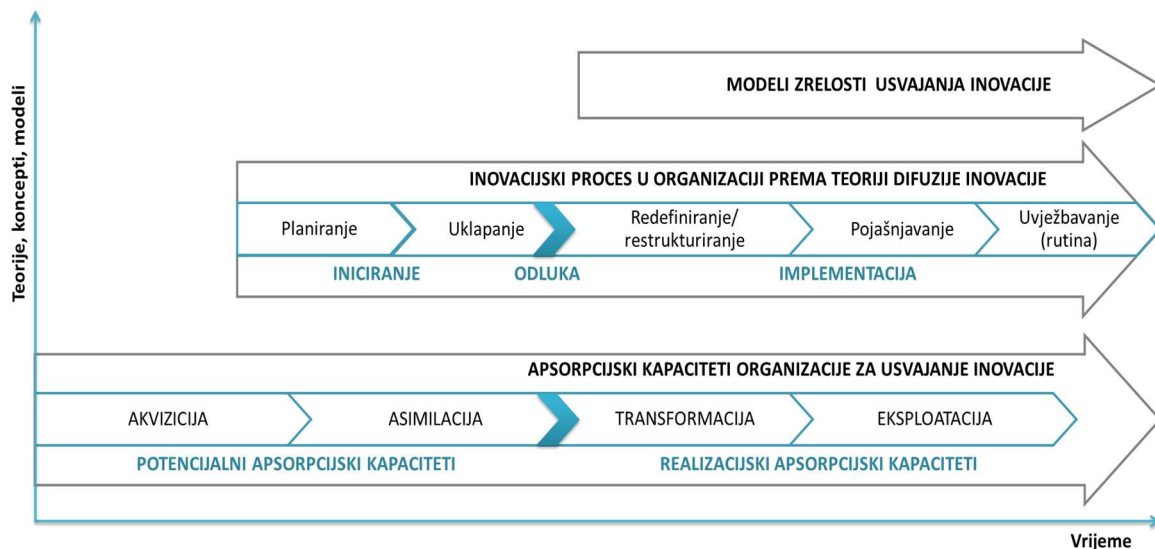 Teorije, koncepti, modeli
MODELI ZRELOSTI USVAJANJA INOVACIJE
INOVACIJSKI PROCES U ORGANIZACIJI PREMA TEORIJI DIFUZIJE INOVACIJE
Planiranje
Uklapanje
Redefiniranje/
restrukturiranje
Pojašnjavanje
Uvježbavanje
(rutina)
INICIRANJE
ODLUKA
IMPLEMENTACIJA
APSORPCIJSKI KAPACITETI ORGANIZACIJE ZA USVAJANJE INOVACIJE
AKVIZICIJA
ASIMILACIJA
TRANSFORMACIJA
EKSPLOATACIJA
POTENCIJALNI APSORPCIJSKI KAPACITETI
REALIZACIJSKI APSORPCIJSKI KAPACITETI
Vrijeme